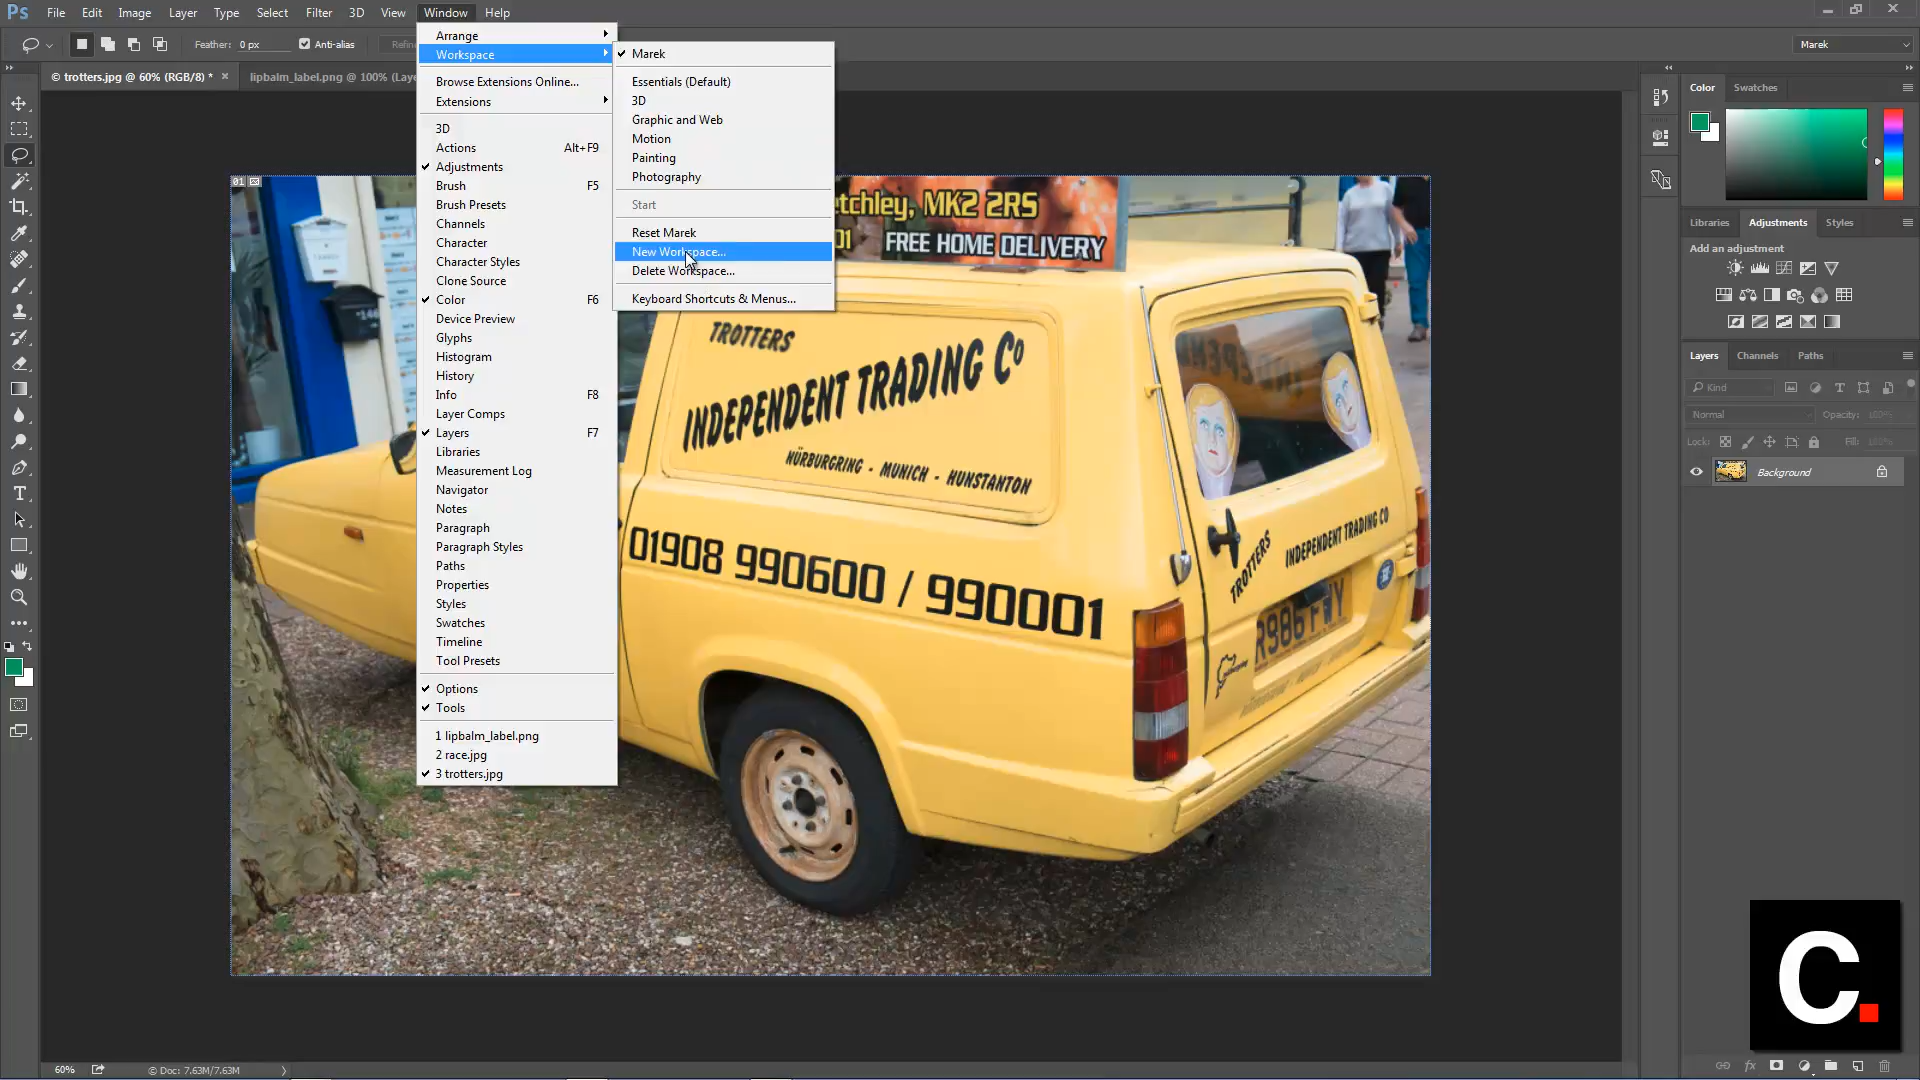 Ps File Edit Image Layer Type Select Filter 3D View Window Help
Feather: 0 px Anti-alias
Marek
© trotters.jpg @ 60% (RGB/8) * × lipbalm_label.png @ 100%
Arrange
Workspace
Browse Extensions Online...
Extensions
3D
Actions Alt+F9
Adjustments
Brush F5
Brush Presets
Channels
Character
Character Styles
Clone Source
Color F6
Device Preview
Glyphs
Histogram
History
Info F8
Layer Comps
Layers F7
Libraries
Measurement Log
Navigator
Notes
Paragraph
Paragraph Styles
Paths
Properties
Styles
Swatches
Timeline
Tool Presets
Options
Tools
1 lipbalm_label.png
2 race.jpg
3 trotters.jpg
Marek
Essentials (Default)
3D
Graphic and Web
Motion
Painting
Photography
Start
Reset Marek
New Workspace...
Delete Workspace...
Keyboard Shortcuts & Menus...
01
MK2 2RS
FREE HOME DELIVERY
TROTTERS
INDEPENDENT TRADING Cº
NÜRBURGRING - MUNICH - HUNSTANTON
01908 990600 / 990001
TROTTERS
INDEPENDENT TRADING CO
R986 FWY
Color Swatches
Libraries Adjustments Styles
Add an adjustment
Layers Channels Paths
Kind
Normal Opacity: 100%
Lock: Fill: 100%
Background
C.
60% © Doc: 7.63M/7.63M